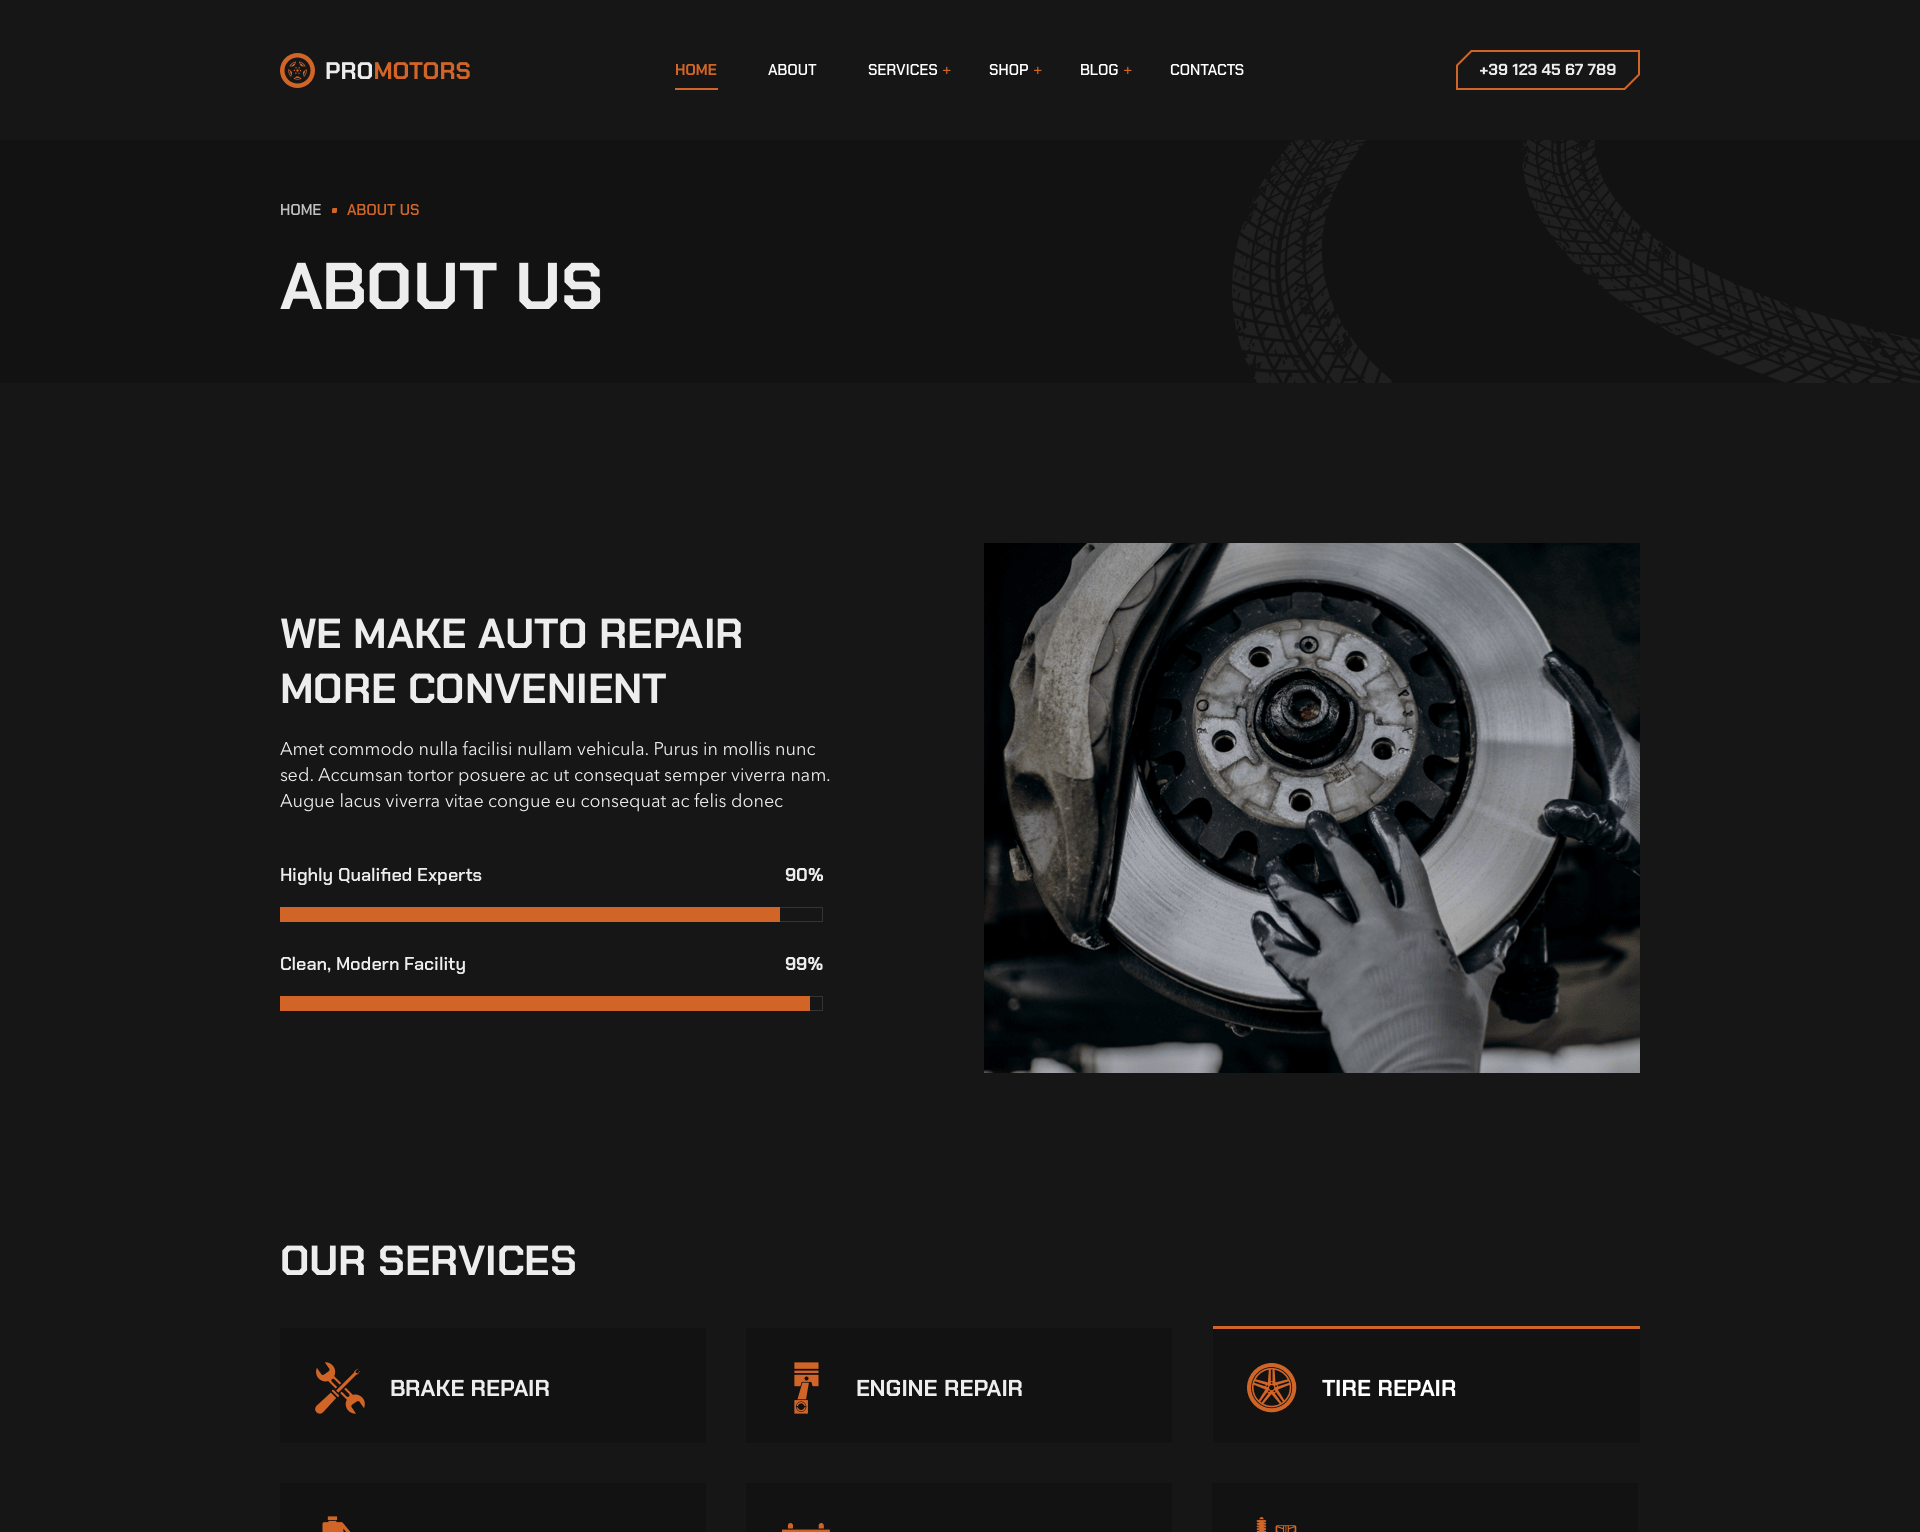 PROMOTORS
HOME ABOUT SERVICES + SHOP + BLOG + CONTACTS
+39 123 45 67 789
HOME ▪ ABOUT US
ABOUT US
WE MAKE AUTO REPAIR
MORE CONVENIENT
Amet commodo nulla facilisi nullam vehicula. Purus in mollis nunc
sed. Accumsan tortor posuere ac ut consequat semper viverra nam.
Augue lacus viverra vitae congue eu consequat ac felis donec
Highly Qualified Experts 90%
Clean, Modern Facility 99%
OUR SERVICES
BRAKE REPAIR
ENGINE REPAIR
TIRE REPAIR